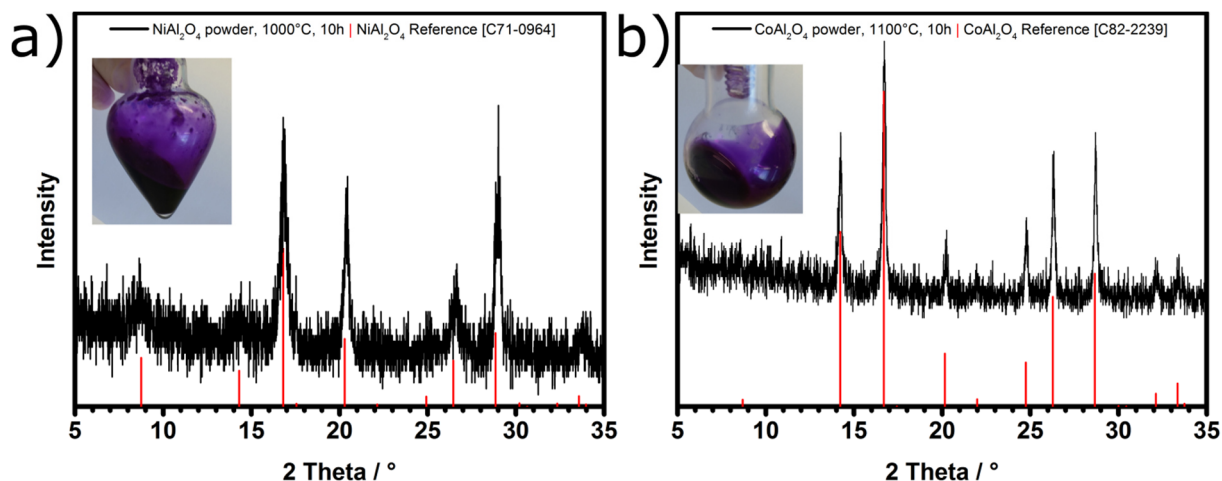 a)
NiAl₂O₄ powder, 1000°C, 10h | NiAl₂O₄ Reference [C71-0964]
Intensity
5 10 15 20 25 30 35
2 Theta / °
b)
CoAl₂O₄ powder, 1100°C, 10h | CoAl₂O₄ Reference [C82-2239]
Intensity
5 10 15 20 25 30 35
2 Theta / °